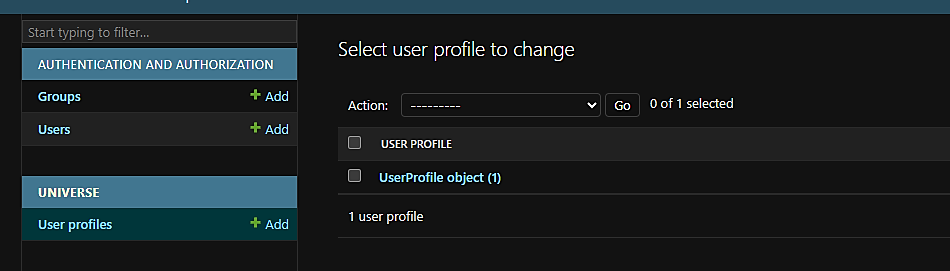 Start typing to filter...
AUTHENTICATION AND AUTHORIZATION
Groups + Add
Users + Add
UNIVERSE
User profiles + Add
Select user profile to change
Action: --------- Go 0 of 1 selected
USER PROFILE
UserProfile object (1)
1 user profile